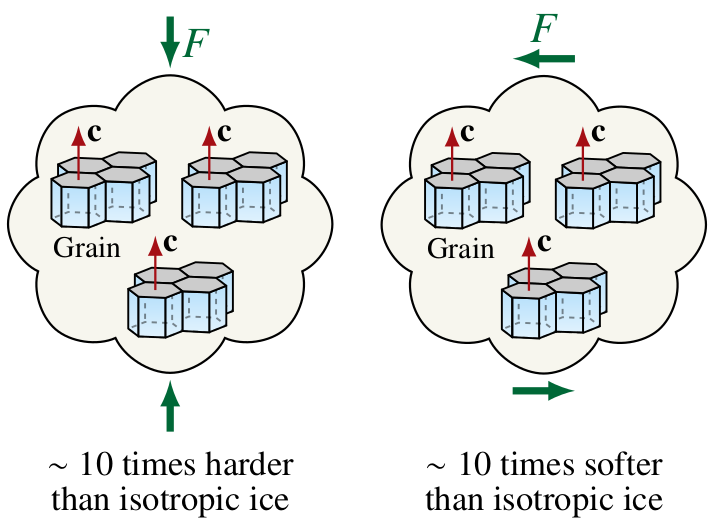 F
F
c
c
c
c
Grain
Grain
c
c
~ 10 times harder
than isotropic ice
~ 10 times softer
than isotropic ice